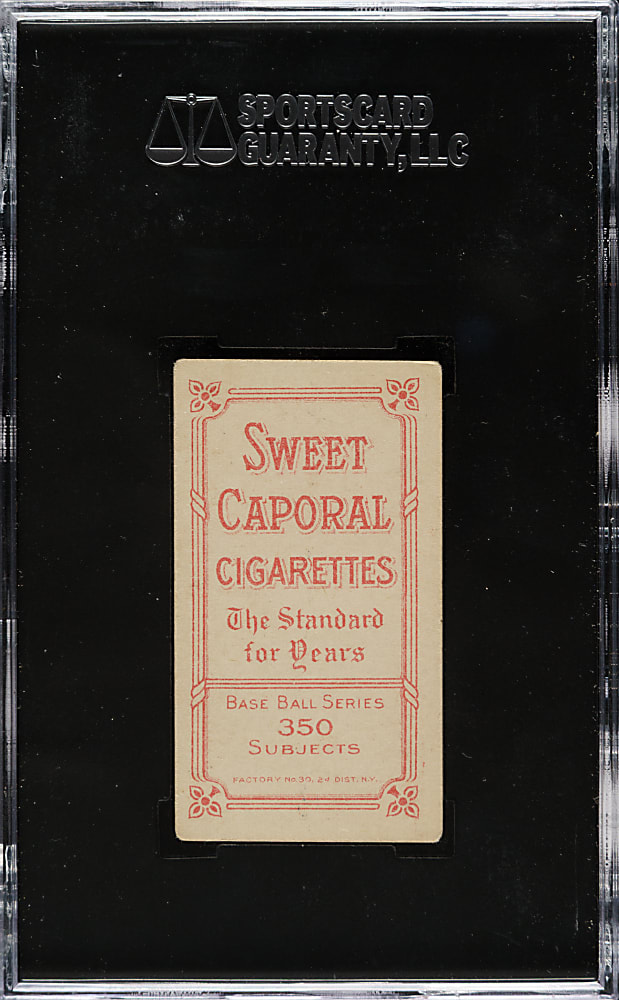 SPORTSCARD
GUARANTY, LLC
SWEET
CAPORAL
CIGARETTES
The Standard
for Years
BASE BALL SERIES
350
SUBJECTS
FACTORY No. 30, 2d DIST. N.Y.